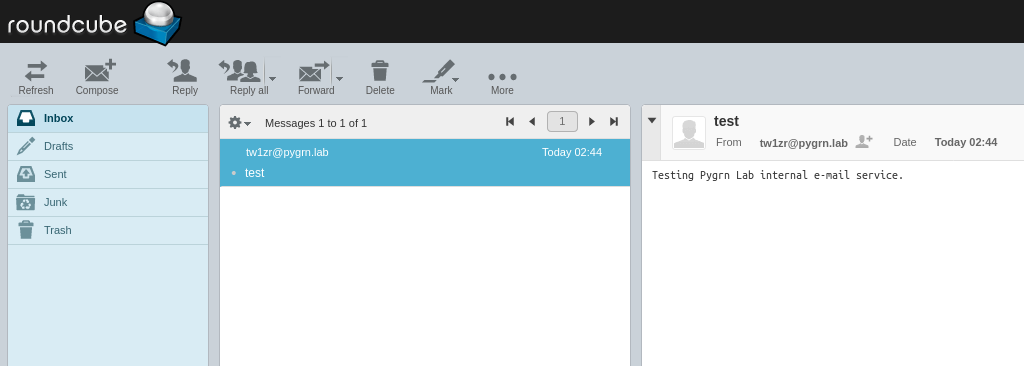 roundcube
Refresh Compose Reply Reply all Forward Delete Mark More
Inbox
Drafts
Sent
Junk
Trash
Messages 1 to 1 of 1 1
tw1zr@pygrn.lab Today 02:44
test
test
From tw1zr@pygrn.lab Date Today 02:44
Testing Pygrn Lab internal e-mail service.